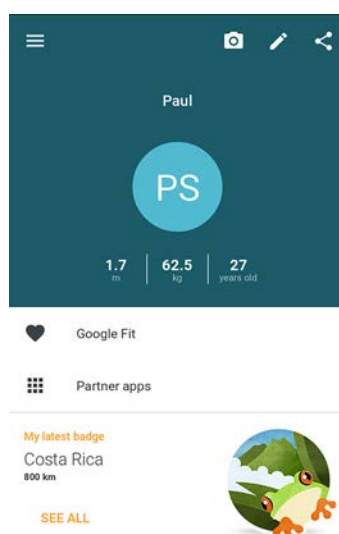 Paul
PS
1.7 62.5 27
m kg years old
Google Fit
Partner apps
My latest badge
Costa Rica
800 km
SEE ALL